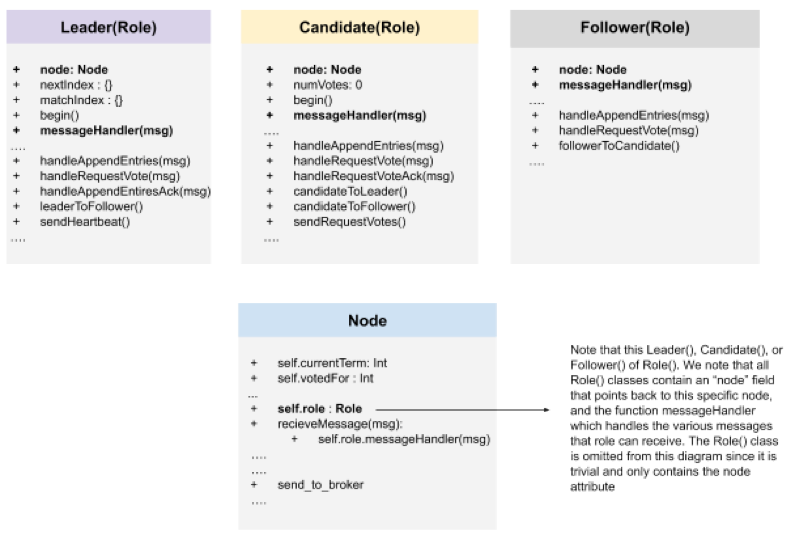 Leader(Role)
+ node: Node
+ nextIndex : {}
+ matchIndex : {}
+ begin()
+ messageHandler(msg)
....
+ handleAppendEntries(msg)
+ handleRequestVote(msg)
+ handleAppendEntiresAck(msg)
+ leaderToFollower()
+ sendHeartbeat()
....
Candidate(Role)
+ node: Node
+ numVotes: 0
+ begin()
+ messageHandler(msg)
....
+ handleAppendEntries(msg)
+ handleRequestVote(msg)
+ handleRequestVoteAck(msg)
+ candidateToLeader()
+ candidateToFollower()
+ sendRequestVotes()
....
Follower(Role)
+ node: Node
+ messageHandler(msg)
....
+ handleAppendEntries(msg)
+ handleRequestVote(msg)
+ followerToCandidate()
....
Node
+ self.currentTerm: Int
+ self.votedFor : Int
...
+ self.role : Role
+ recieveMessage(msg):
+ self.role.messageHandler(msg)
....
....
+ send_to_broker
....
Note that this Leader(), Candidate(), or
Follower() of Role(). We note that all
Role() classes contain an “node” field
that points back to this specific node,
and the function messageHandler
which handles the various messages
that role can receive. The Role() class
is omitted from this diagram since it is
trivial and only contains the node
attribute